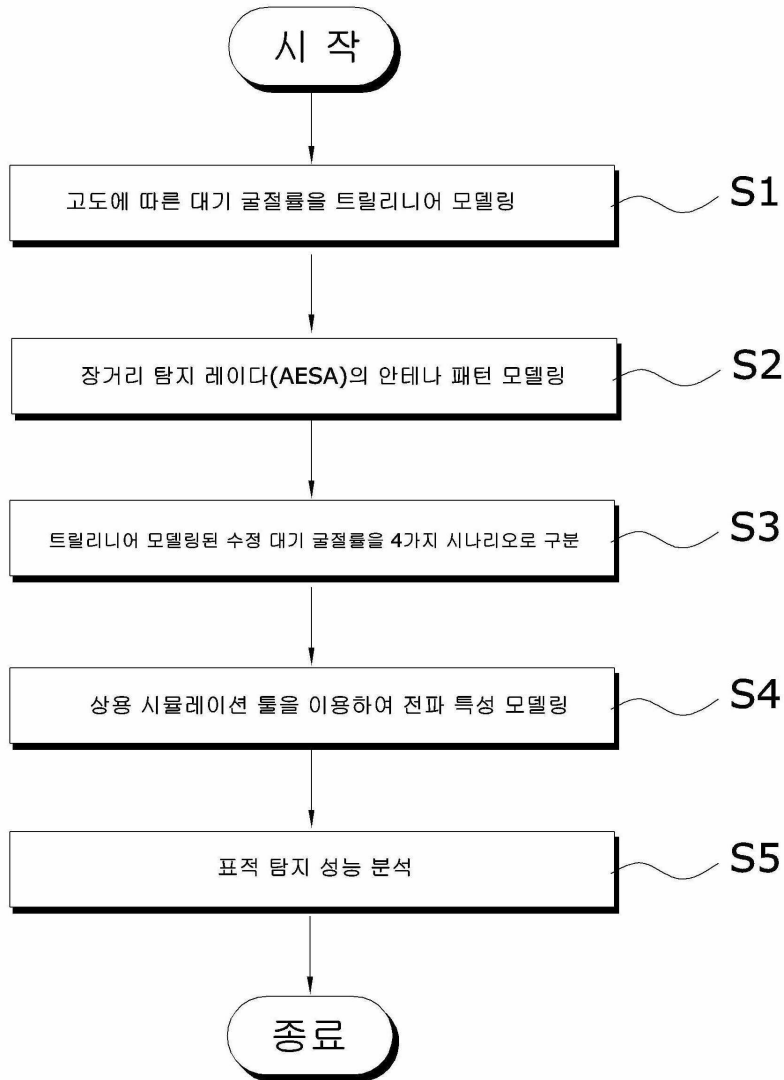 시 작
고도에 따른 대기 굴절률을 트릴리니어 모델링
S1
장거리 탐지 레이다(AESA)의 안테나 패턴 모델링
S2
트릴리니어 모델링된 수정 대기 굴절률을 4가지 시나리오로 구분
S3
상용 시뮬레이션 툴을 이용하여 전파 특성 모델링
S4
표적 탐지 성능 분석
S5
종료